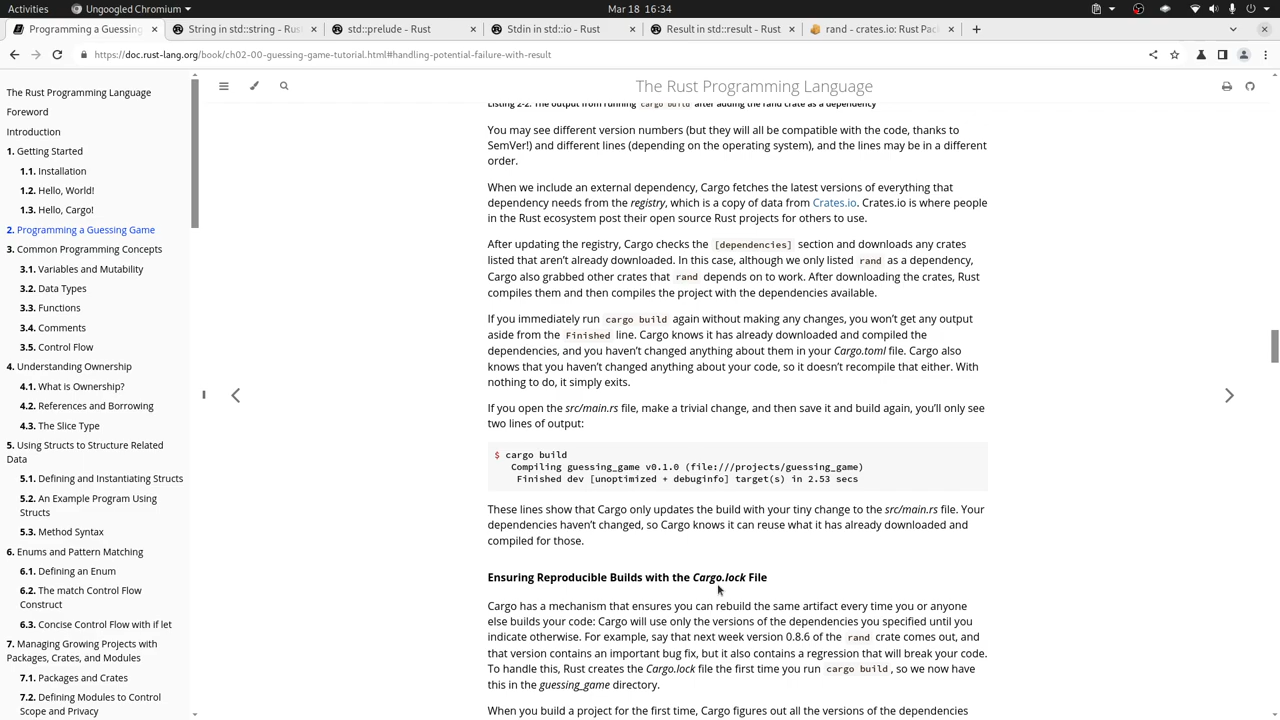 Activities
Ungoogled Chromium
Mar 18 16:34
Programming a Guessing
String in std::string - Rust
std::prelude - Rust
Stdin in std::io - Rust
Result in std::result - Rust
rand - crates.io: Rust Pac
https://doc.rust-lang.org/book/ch02-00-guessing-game-tutorial.html#handling-potential-failure-with-result
The Rust Programming Language
Foreword
Introduction
1. Getting Started
1.1. Installation
1.2. Hello, World!
1.3. Hello, Cargo!
2. Programming a Guessing Game
3. Common Programming Concepts
3.1. Variables and Mutability
3.2. Data Types
3.3. Functions
3.4. Comments
3.5. Control Flow
4. Understanding Ownership
4.1. What is Ownership?
4.2. References and Borrowing
4.3. The Slice Type
5. Using Structs to Structure Related
Data
5.1. Defining and Instantiating Structs
5.2. An Example Program Using
Structs
5.3. Method Syntax
6. Enums and Pattern Matching
6.1. Defining an Enum
6.2. The match Control Flow
Construct
6.3. Concise Control Flow with if let
7. Managing Growing Projects with
Packages, Crates, and Modules
7.1. Packages and Crates
7.2. Defining Modules to Control
Scope and Privacy
The Rust Programming Language
Listing 2-2: The output from running cargo build after adding the rand crate as a dependency
You may see different version numbers (but they will all be compatible with the code, thanks to
SemVer!) and different lines (depending on the operating system), and the lines may be in a different
order.
When we include an external dependency, Cargo fetches the latest versions of everything that
dependency needs from the registry, which is a copy of data from Crates.io. Crates.io is where people
in the Rust ecosystem post their open source Rust projects for others to use.
After updating the registry, Cargo checks the [dependencies] section and downloads any crates
listed that aren't already downloaded. In this case, although we only listed rand as a dependency,
Cargo also grabbed other crates that rand depends on to work. After downloading the crates, Rust
compiles them and then compiles the project with the dependencies available.
If you immediately run cargo build again without making any changes, you won't get any output
aside from the Finished line. Cargo knows it has already downloaded and compiled the
dependencies, and you haven't changed anything about them in your Cargo.toml file. Cargo also
knows that you haven't changed anything about your code, so it doesn't recompile that either. With
nothing to do, it simply exits.
If you open the src/main.rs file, make a trivial change, and then save it and build again, you'll only see
two lines of output:
$ cargo build
Compiling guessing_game v0.1.0 (file:///projects/guessing_game)
Finished dev [unoptimized + debuginfo] target(s) in 2.53 secs
These lines show that Cargo only updates the build with your tiny change to the src/main.rs file. Your
dependencies haven't changed, so Cargo knows it can reuse what it has already downloaded and
compiled for those.
Ensuring Reproducible Builds with the Cargo.lock File
Cargo has a mechanism that ensures you can rebuild the same artifact every time you or anyone
else builds your code: Cargo will use only the versions of the dependencies you specified until you
indicate otherwise. For example, say that next week version 0.8.6 of the rand crate comes out, and
that version contains an important bug fix, but it also contains a regression that will break your code.
To handle this, Rust creates the Cargo.lock file the first time you run cargo build, so we now have
this in the guessing_game directory.
When you build a project for the first time, Cargo figures out all the versions of the dependencies